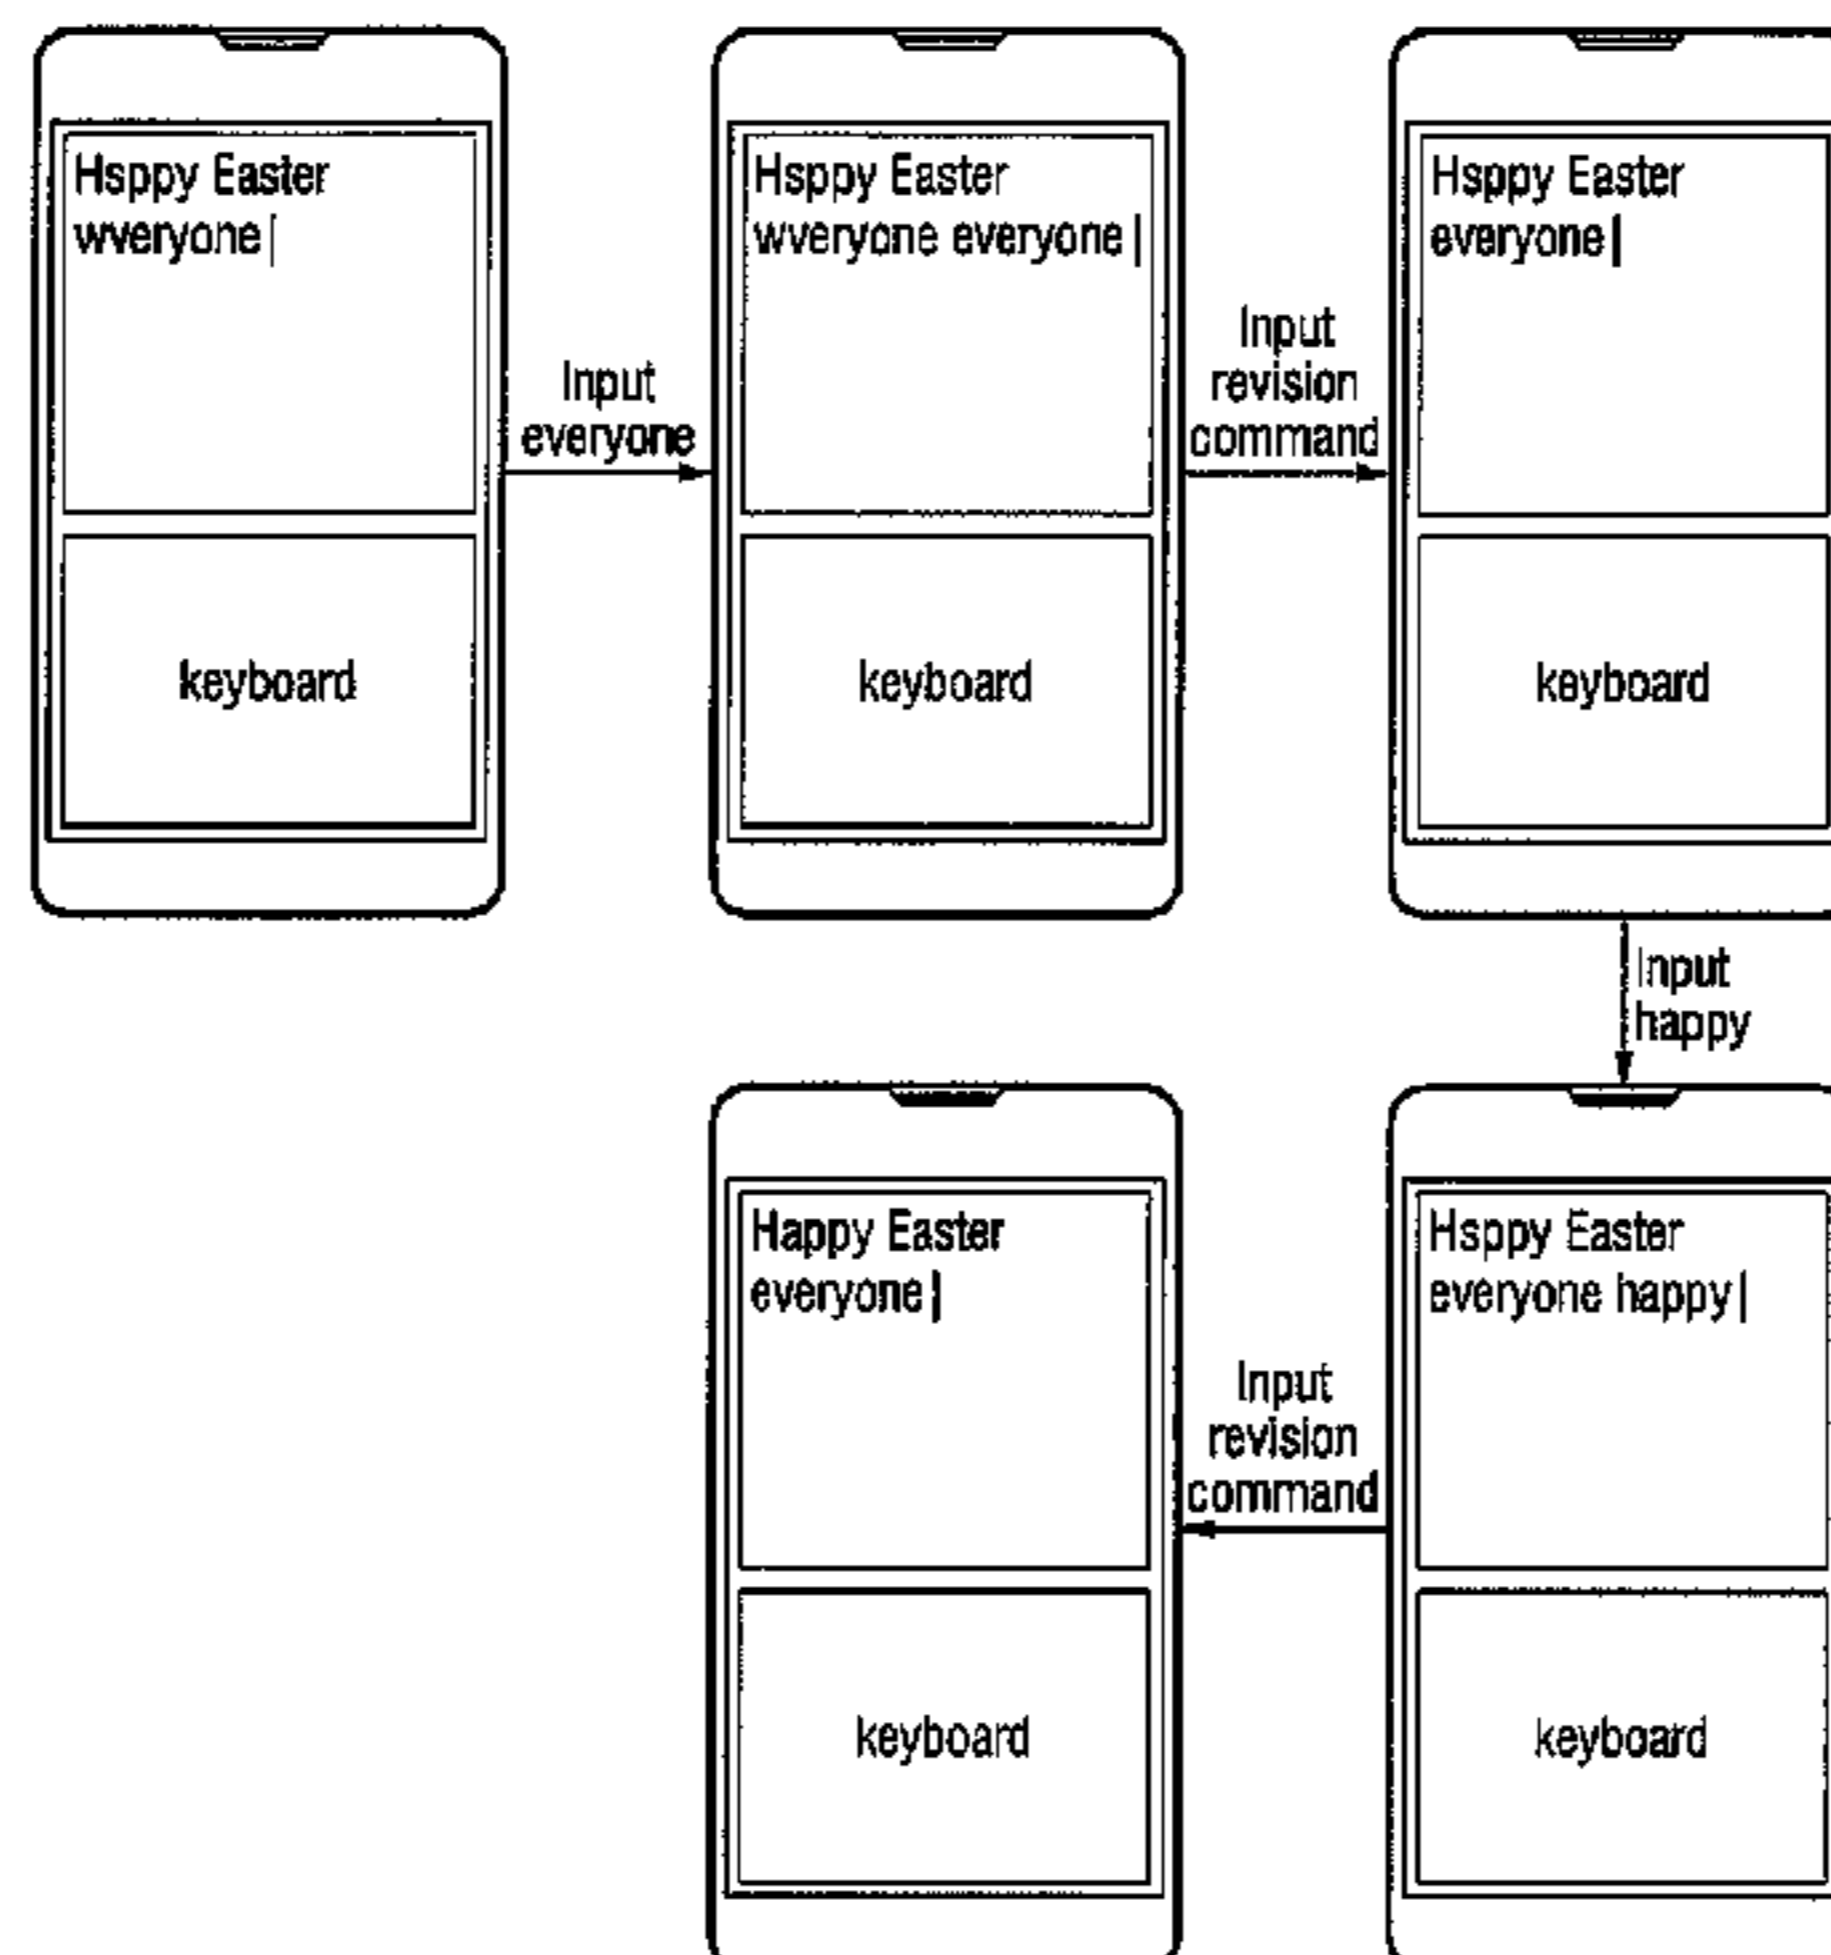 Hsppy Easter
wveryone
keyboard
Input
everyone
Hsppy Easter
wveryone everyone
keyboard
Input
revision
command
Hsppy Easter
everyone
keyboard
Input
happy
Hsppy Easter
everyone happy
keyboard
Input
revision
command
Happy Easter
everyone
keyboard